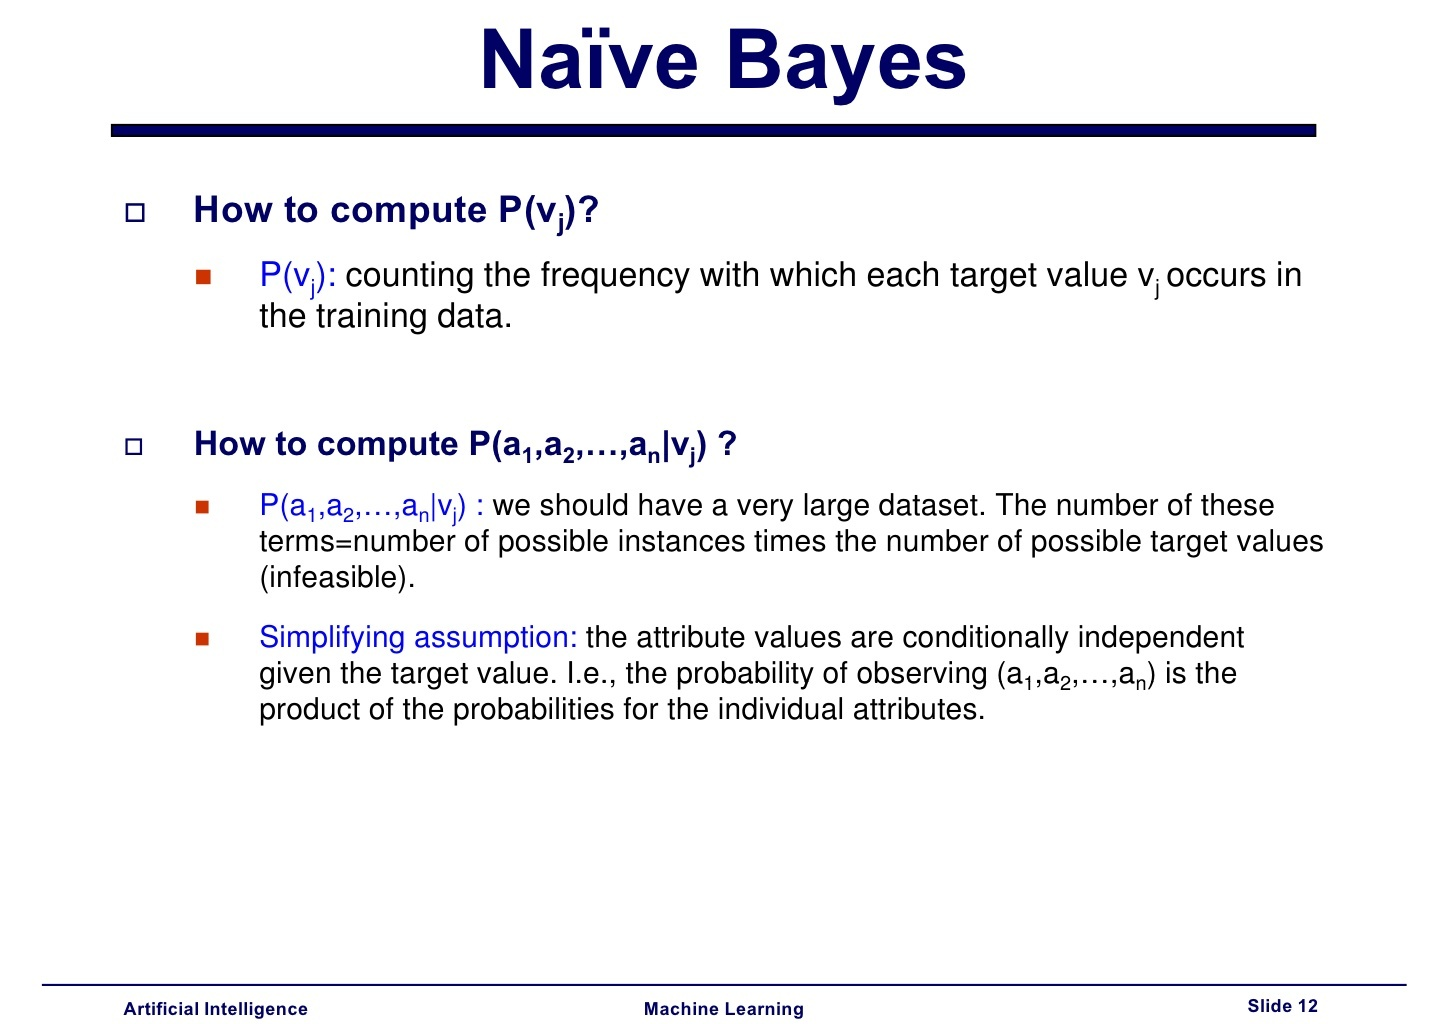 Naïve Bayes
How to compute P(vj)?
P(vj): counting the frequency with which each target value vj occurs in
the training data.
How to compute P(a1,a2,…,an|vj) ?
P(a1,a2,…,an|vj) : we should have a very large dataset. The number of these
terms=number of possible instances times the number of possible target values
(infeasible).
Simplifying assumption: the attribute values are conditionally independent
given the target value. I.e., the probability of observing (a1,a2,…,an) is the
product of the probabilities for the individual attributes.
Artificial Intelligence
Machine Learning
Slide 12